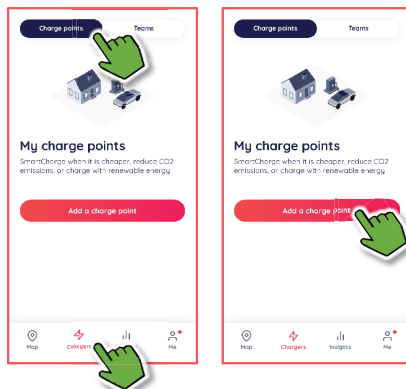 Charge points Teams
My charge points
SmartCharge when it is cheaper, reduce CO2
emissions, or charge with renewable energy
Add a charge point
Map Chargers Me
Charge points Teams
My charge points
SmartCharge when it is cheaper, reduce CO2
emissions, or charge with renewable energy
Add a charge point
Map Chargers Insights Me